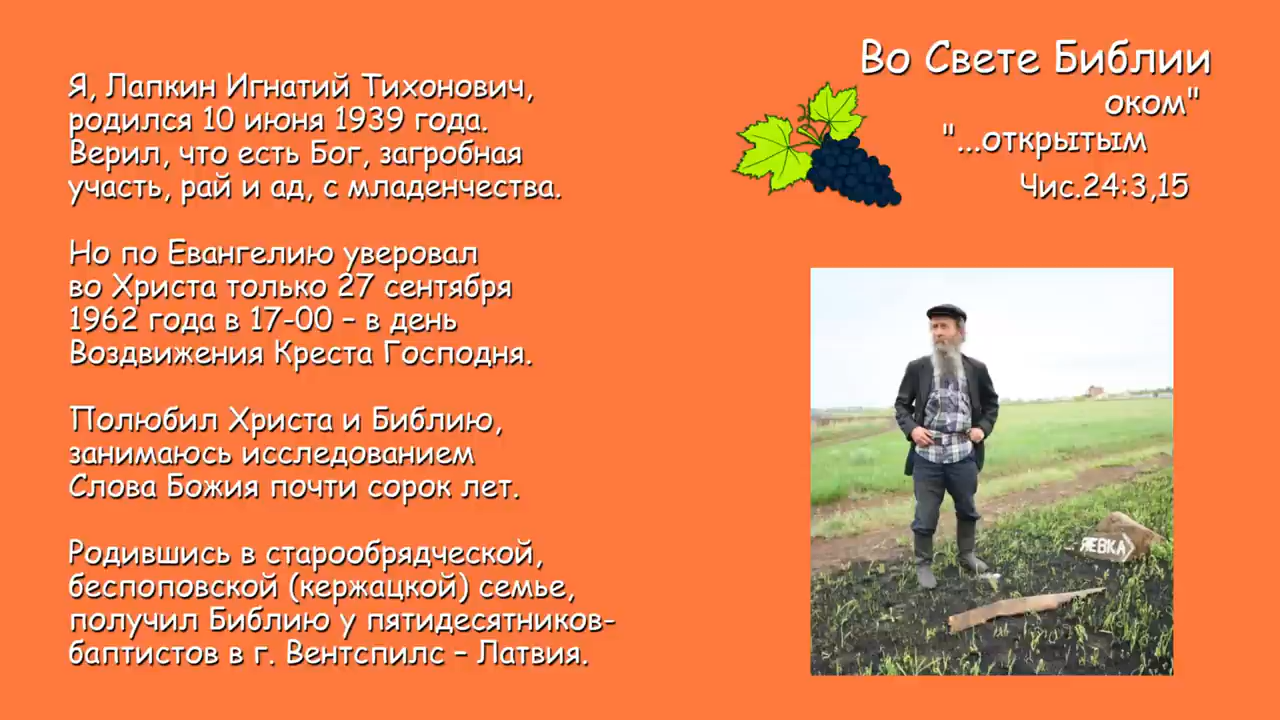 Я, Лапкин Игнатий Тихонович,
родился 10 июня 1939 года.
Верил, что есть Бог, загробная
участь, рай и ад, с младенчества.
Но по Евангелию уверовал
во Христа только 27 сентября
1962 года в 17-00 – в день
Воздвижения Креста Господня.
Полюбил Христа и Библию,
занимаюсь исследованием
Слова Божия почти сорок лет.
Родившись в старообрядческой,
беспоповской (кержацкой) семье,
получил Библию у пятидесятников-
баптистов в г. Вентспилс – Латвия.
Во Свете Библии
оком"
"...открытым
Чис.24:3,15
ЯЕВКА